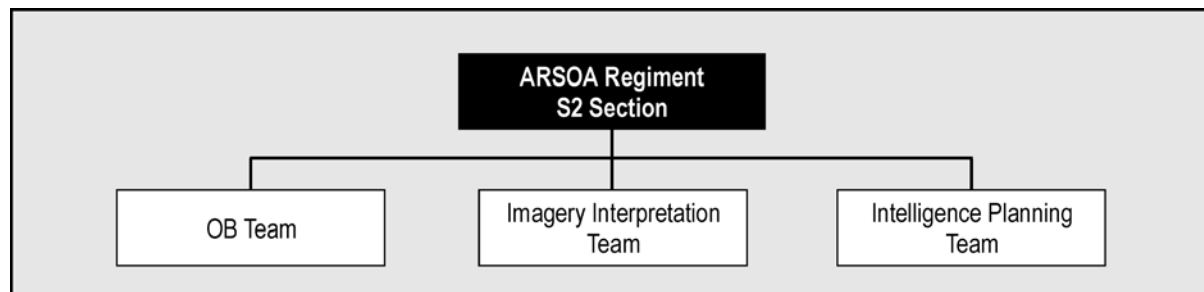 ARSOA Regiment
S2 Section
OB Team
Imagery Interpretation
Team
Intelligence Planning
Team